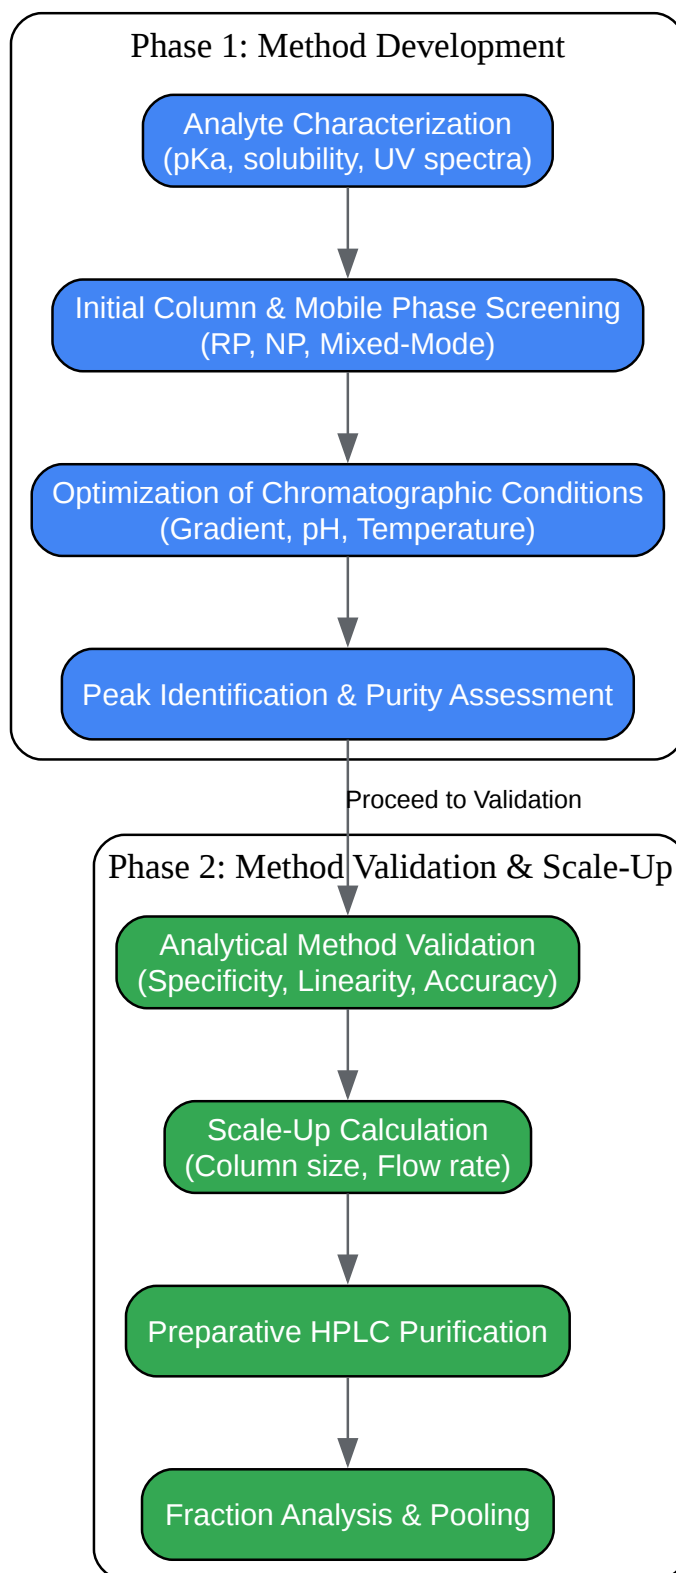 Phase 1: Method Development
Analyte Characterization
(pKa, solubility, UV spectra)
Initial Column & Mobile Phase Screening
(RP, NP, Mixed-Mode)
Optimization of Chromatographic Conditions
(Gradient, pH, Temperature)
Peak Identification & Purity Assessment
Proceed to Validation
Phase 2: Method Validation & Scale-Up
Analytical Method Validation
(Specificity, Linearity, Accuracy)
Scale-Up Calculation
(Column size, Flow rate)
Preparative HPLC Purification
Fraction Analysis & Pooling